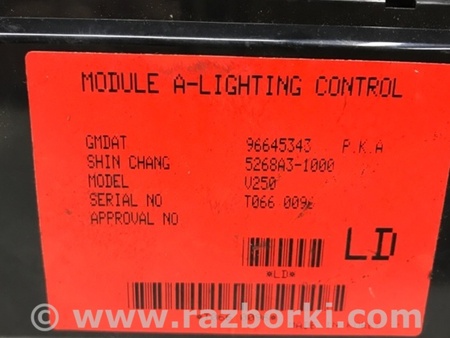 MODULE A-LIGHTING CONTROL
GMDAT 96645343 P.K.A
SHIN CHANG 5268A3-1000
MODEL V250
SERIAL NO T066 0096
APPROVAL NO
LD
*LD*
www.razborki.com